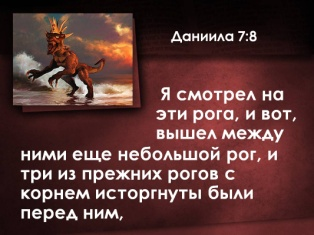 Даниила 7:8
Я смотрел на
эти рога, и вот,
вышел между
ними еще небольшой рог, и
три из прежних рогов с
корнем исторгнуты были
перед ним,